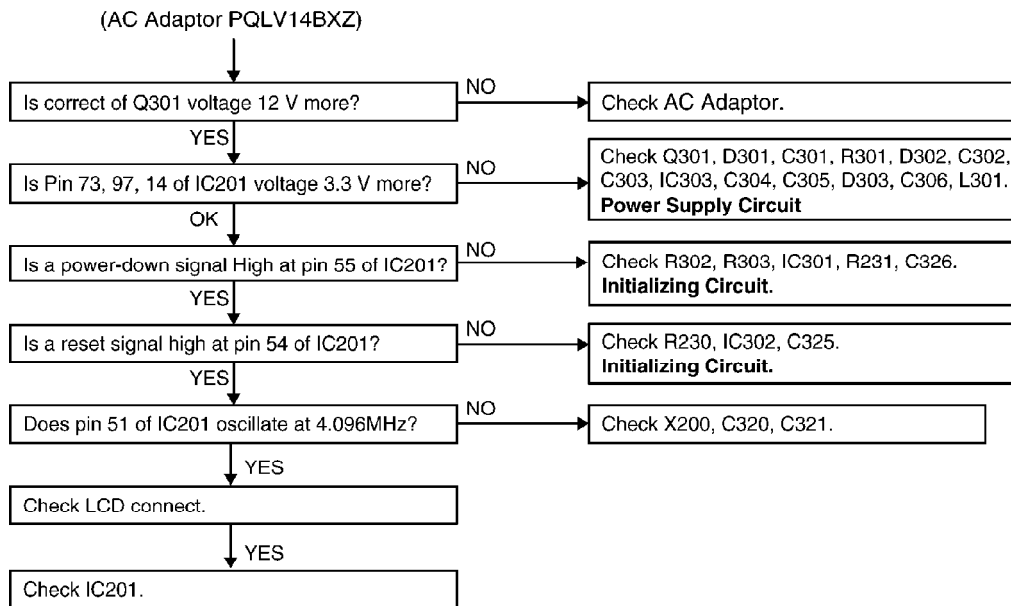 (AC Adaptor PQLV14BXZ)
Is correct of Q301 voltage 12 V more?
NO
Check AC Adaptor.
YES
Is Pin 73, 97, 14 of IC201 voltage 3.3 V more?
NO
Check Q301, D301, C301, R301, D302, C302,
C303, IC303, C304, C305, D303, C306, L301.
Power Supply Circuit
OK
Is a power-down signal High at pin 55 of IC201?
NO
Check R302, R303, IC301, R231, C326.
Initializing Circuit.
YES
Is a reset signal high at pin 54 of IC201?
NO
Check R230, IC302, C325.
Initializing Circuit.
YES
Does pin 51 of IC201 oscillate at 4.096MHz?
NO
Check X200, C320, C321.
YES
Check LCD connect.
YES
Check IC201.